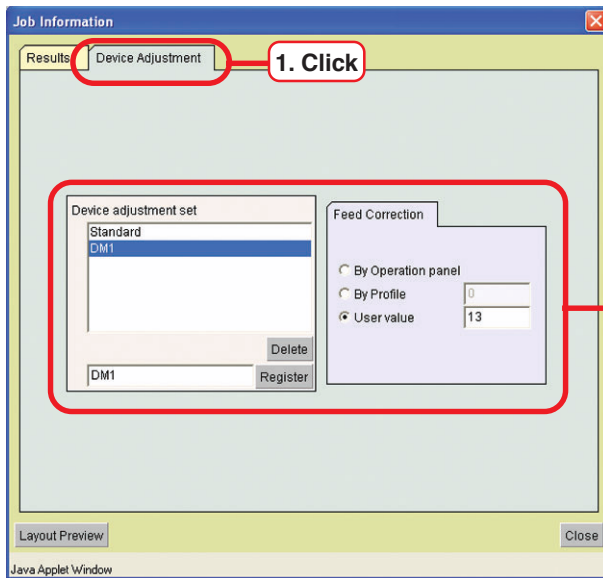 Job Information
Results
Device Adjustment
1. Click
Device adjustment set
Standard
DM1
Delete
DM1
Register
Feed Correction
By Operation panel
By Profile
0
User value
13
Layout Preview
Close
Java Applet Window